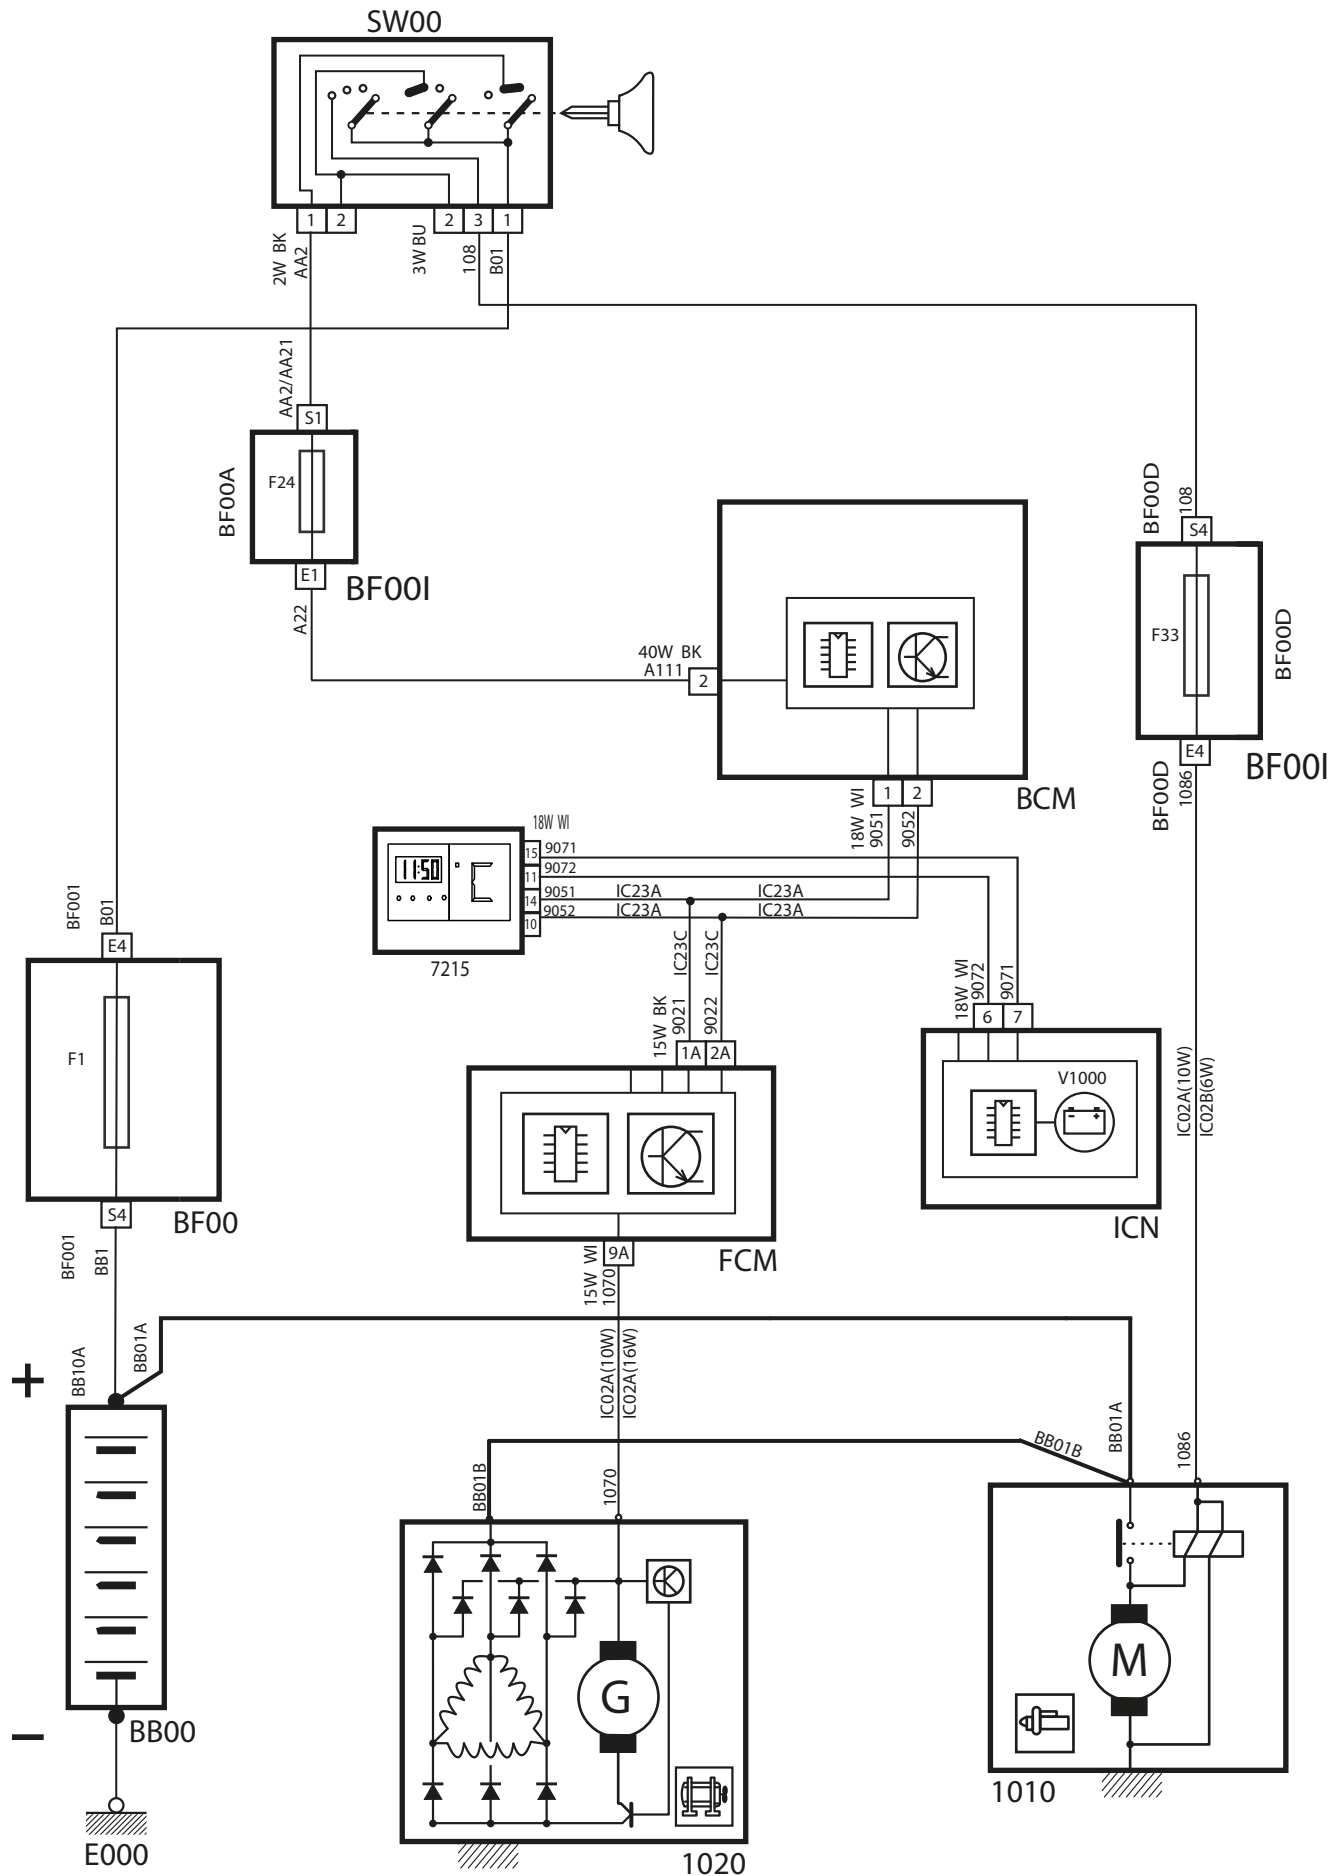 SW00
1 2 2 3 1
2W BK
AA2
3W BU
108
B01
AA2/AA21
S1
F24
BF00A
E1
BF00I
A22
BF00D
108
S4
F33
BF00D
E4
BF00I
BF00D
1086
40W BK
A111
2
BCM
1 2
18W WI
9051
9052
18W WI
11:50
15 9071
11 9072
14 9051 IC23A IC23A
10 9052 IC23A IC23A
7215
IC23C
IC23C
15W BK
9021
9022
1A 2A
18W WI
9072
9071
6 7
V1000
ICN
FCM
9A
15W WI
1070
IC02A(10W)
IC02A(16W)
IC02A(10W)
IC02B(6W)
BF001
B01
E4
F1
S4
BF00
BF001
BB1
+
BB10A
BB01A
BB01A
BB01B
BB01B
1070
1086
G
M
–
BB00
E000
1020
1010